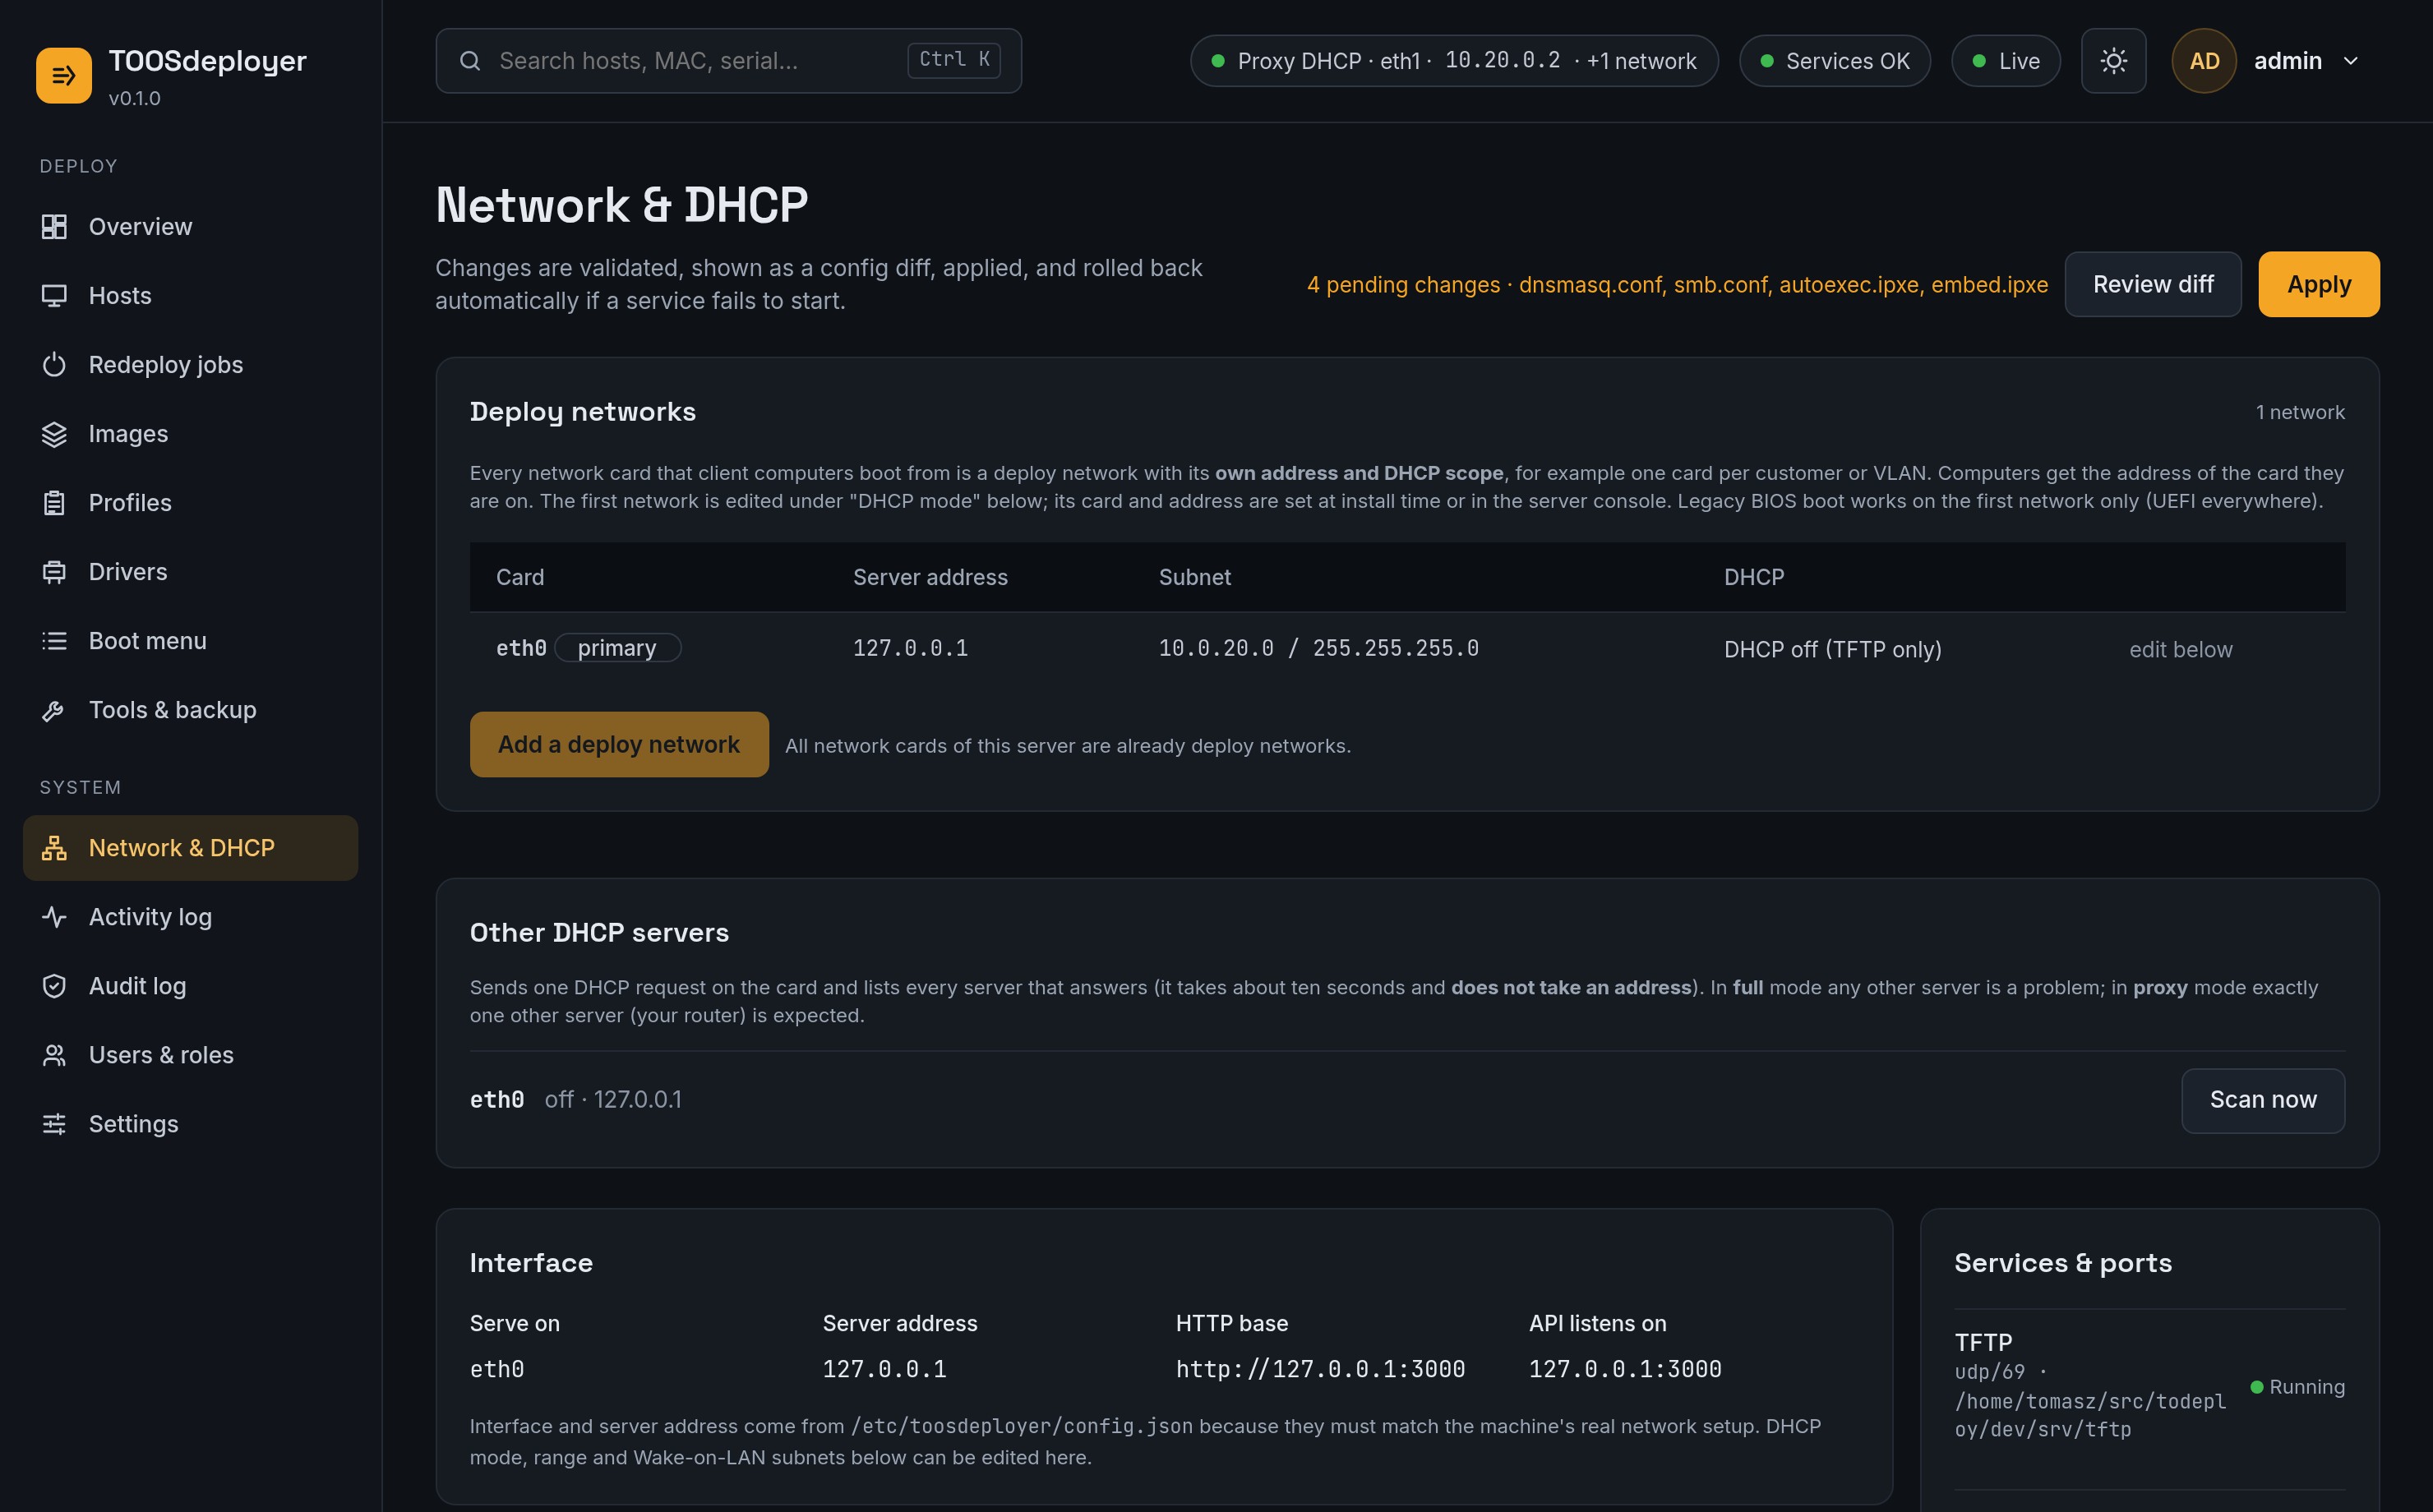 TOOSdeployer
v0.1.0
Search hosts, MAC, serial...
Ctrl K
Proxy DHCP · eth1 · 10.20.0.2 · +1 network
Services OK
Live
AD
admin
DEPLOY
Overview
Hosts
Redeploy jobs
Images
Profiles
Drivers
Boot menu
Tools & backup
SYSTEM
Network & DHCP
Activity log
Audit log
Users & roles
Settings
Network & DHCP
Changes are validated, shown as a config diff, applied, and rolled back
automatically if a service fails to start.
4 pending changes · dnsmasq.conf, smb.conf, autoexec.ipxe, embed.ipxe
Review diff
Apply
Deploy networks
1 network
Every network card that client computers boot from is a deploy network with its own address and DHCP scope, for example one card per customer or VLAN. Computers get the address of the card they
are on. The first network is edited under "DHCP mode" below; its card and address are set at install time or in the server console. Legacy BIOS boot works on the first network only (UEFI everywhere).
Card Server address Subnet DHCP
eth0 primary 127.0.0.1 10.0.20.0 / 255.255.255.0 DHCP off (TFTP only) edit below
Add a deploy network
All network cards of this server are already deploy networks.
Other DHCP servers
Sends one DHCP request on the card and lists every server that answers (it takes about ten seconds and does not take an address). In full mode any other server is a problem; in proxy mode exactly
one other server (your router) is expected.
eth0 off · 127.0.0.1
Scan now
Interface
Serve on Server address HTTP base API listens on
eth0 127.0.0.1 http://127.0.0.1:3000 127.0.0.1:3000
Interface and server address come from /etc/toosdeployer/config.json because they must match the machine's real network setup. DHCP
mode, range and Wake-on-LAN subnets below can be edited here.
Services & ports
TFTP
udp/69 ·
/home/tomasz/src/todepl
oy/dev/srv/tftp
Running